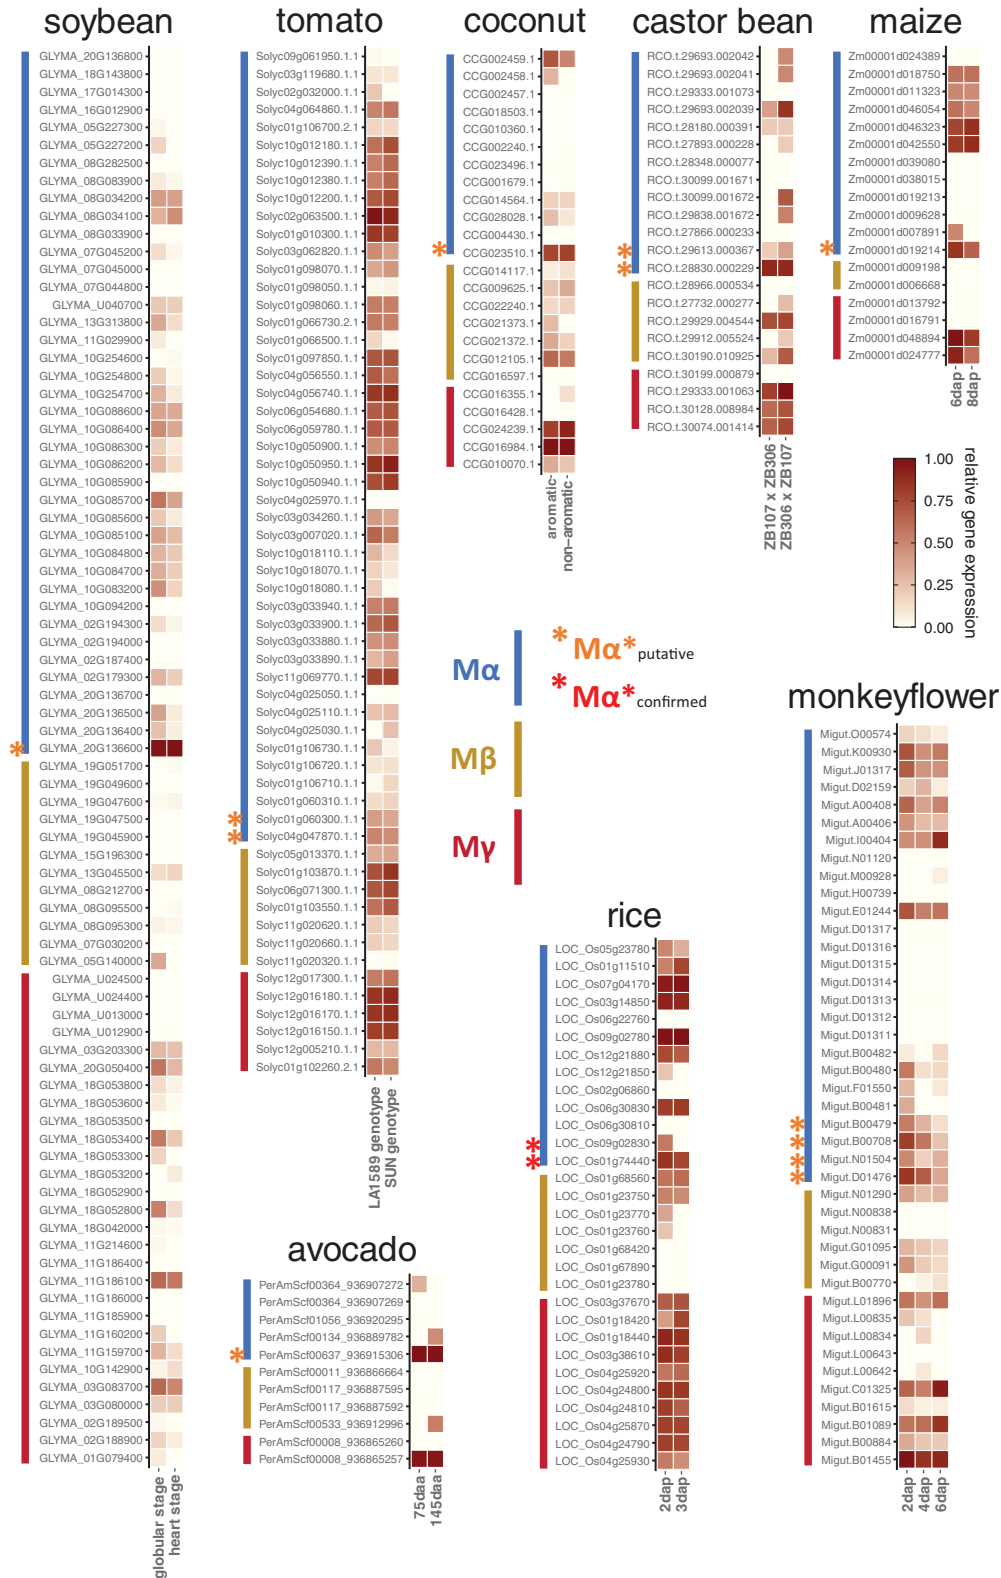 soybean
GLYMA_20G136800
GLYMA_18G143800
GLYMA_17G014300
GLYMA_16G012900
GLYMA_05G227300
GLYMA_05G227200
GLYMA_08G282500
GLYMA_08G083900
GLYMA_08G034200
GLYMA_08G034100
GLYMA_08G033900
GLYMA_07G045200
GLYMA_07G045000
GLYMA_07G044800
GLYMA_U040700
GLYMA_13G313800
GLYMA_11G029900
GLYMA_10G254600
GLYMA_10G254800
GLYMA_10G254700
GLYMA_10G088600
GLYMA_10G086400
GLYMA_10G086300
GLYMA_10G086200
GLYMA_10G085900
GLYMA_10G085700
GLYMA_10G085600
GLYMA_10G085100
GLYMA_10G084800
GLYMA_10G084700
GLYMA_10G083200
GLYMA_10G094200
GLYMA_02G194300
GLYMA_02G194000
GLYMA_02G187400
GLYMA_02G179300
GLYMA_20G136700
GLYMA_20G136500
GLYMA_20G136400
* GLYMA_20G136600
GLYMA_19G051700
GLYMA_19G049600
GLYMA_19G047600
GLYMA_19G047500
GLYMA_19G045900
GLYMA_15G196300
GLYMA_13G045500
GLYMA_08G212700
GLYMA_08G095500
GLYMA_08G095300
GLYMA_07G030200
GLYMA_05G140000
GLYMA_U024500
GLYMA_U024400
GLYMA_U013000
GLYMA_U012900
GLYMA_03G203300
GLYMA_20G050400
GLYMA_18G053800
GLYMA_18G053600
GLYMA_18G053500
GLYMA_18G053400
GLYMA_18G053300
GLYMA_18G053200
GLYMA_18G052900
GLYMA_18G052800
GLYMA_18G042000
GLYMA_11G214600
GLYMA_11G186400
GLYMA_11G186100
GLYMA_11G186000
GLYMA_11G185900
GLYMA_11G160200
GLYMA_11G159700
GLYMA_10G142900
GLYMA_03G083700
GLYMA_03G080000
GLYMA_02G189500
GLYMA_02G188900
GLYMA_01G079400
globular stage
heart stage
tomato
Solyc09g061950.1.1
Solyc03g119680.1.1
Solyc02g032000.1.1
Solyc04g064860.1.1
Solyc01g106700.2.1
Solyc10g012180.1.1
Solyc10g012390.1.1
Solyc10g012380.1.1
Solyc10g012200.1.1
Solyc02g063500.1.1
Solyc01g010300.1.1
Solyc03g062820.1.1
Solyc01g098070.1.1
Solyc01g098050.1.1
Solyc01g098060.1.1
Solyc01g066730.2.1
Solyc01g066500.1.1
Solyc01g097850.1.1
Solyc04g056550.1.1
Solyc04g056740.1.1
Solyc06g054680.1.1
Solyc06g059780.1.1
Solyc10g050900.1.1
Solyc10g050950.1.1
Solyc10g050940.1.1
Solyc04g025970.1.1
Solyc03g034260.1.1
Solyc03g007020.1.1
Solyc10g018110.1.1
Solyc10g018070.1.1
Solyc10g018080.1.1
Solyc03g033940.1.1
Solyc03g033900.1.1
Solyc03g033880.1.1
Solyc03g033890.1.1
Solyc11g069770.1.1
Solyc04g025050.1.1
Solyc04g025110.1.1
Solyc04g025030.1.1
Solyc01g106730.1.1
Solyc01g106720.1.1
Solyc01g106710.1.1
Solyc01g060310.1.1
* Solyc01g060300.1.1
* Solyc04g047870.1.1
Solyc05g013370.1.1
Solyc01g103870.1.1
Solyc06g071300.1.1
Solyc01g103550.1.1
Solyc11g020620.1.1
Solyc11g020660.1.1
Solyc11g020320.1.1
Solyc12g017300.1.1
Solyc12g016180.1.1
Solyc12g016170.1.1
Solyc12g016150.1.1
Solyc12g005210.1.1
Solyc01g102260.2.1
LA1589 genotype
SUN genotype
coconut
CCG002459.1
CCG002458.1
CCG002457.1
CCG018503.1
CCG010360.1
CCG002240.1
CCG023496.1
CCG001679.1
CCG014564.1
CCG028028.1
CCG004430.1
* CCG023510.1
CCG014117.1
CCG009625.1
CCG022240.1
CCG021373.1
CCG021372.1
CCG012105.1
CCG016597.1
CCG016355.1
CCG016428.1
CCG024239.1
CCG016984.1
CCG010070.1
aromatic
non-aromatic
castor bean
RCO.t.29693.002042
RCO.t.29693.002041
RCO.t.29333.001073
RCO.t.29693.002039
RCO.t.28180.000391
RCO.t.27893.000228
RCO.t.28348.000077
RCO.t.30099.001671
RCO.t.30099.001672
RCO.t.29838.001672
RCO.t.27866.000233
* RCO.t.29613.000367
* RCO.t.28830.000229
RCO.t.28966.000534
RCO.t.27732.000277
RCO.t.29929.004544
RCO.t.29912.005524
RCO.t.30190.010925
RCO.t.30199.000879
RCO.t.29333.001063
RCO.t.30128.008984
RCO.t.30074.001414
ZB107 x ZB306
ZB306 x ZB107
maize
Zm00001d024389
Zm00001d018750
Zm00001d011323
Zm00001d046054
Zm00001d046323
Zm00001d042550
Zm00001d039080
Zm00001d038015
Zm00001d019213
Zm00001d009628
Zm00001d007891
* Zm00001d019214
Zm00001d009198
Zm00001d006668
Zm00001d013792
Zm00001d016791
Zm00001d048894
Zm00001d024777
6dap
8dap
1.00
0.75
0.50
0.25
0.00
relative gene expression
Mα
* Mα* putative
* Mα* confirmed
Mβ
Mγ
avocado
PerAmScf00364_936907272
PerAmScf00364_936907269
PerAmScf01056_936920295
PerAmScf00134_936889782
* PerAmScf00637_936915306
PerAmScf00011_936866664
PerAmScf00117_936887595
PerAmScf00117_936887592
PerAmScf00533_936912996
PerAmScf00008_936865260
PerAmScf00008_936865257
75daa
145daa
rice
LOC_Os05g23780
LOC_Os01g11510
LOC_Os07g04170
LOC_Os03g14850
LOC_Os06g22760
LOC_Os09g02780
LOC_Os12g21880
LOC_Os12g21850
LOC_Os02g06860
LOC_Os06g30830
LOC_Os06g30810
* LOC_Os09g02830
* LOC_Os01g74440
LOC_Os01g68560
LOC_Os01g23750
LOC_Os01g23770
LOC_Os01g23760
LOC_Os01g68420
LOC_Os01g67890
LOC_Os01g23780
LOC_Os03g37670
LOC_Os01g18420
LOC_Os01g18440
LOC_Os03g38610
LOC_Os04g25920
LOC_Os04g24800
LOC_Os04g24810
LOC_Os04g25870
LOC_Os04g24790
LOC_Os04g25930
2dap
3dap
monkeyflower
Migut.O00574
Migut.K00930
Migut.J01317
Migut.D02159
Migut.A00408
Migut.A00406
Migut.I00404
Migut.N01120
Migut.M00928
Migut.H00739
Migut.E01244
Migut.D01317
Migut.D01316
Migut.D01315
Migut.D01314
Migut.D01313
Migut.D01312
Migut.D01311
Migut.B00482
Migut.B00480
Migut.F01550
Migut.B00481
* Migut.B00479
* Migut.B00708
* Migut.N01504
* Migut.D01476
Migut.N01290
Migut.N00838
Migut.N00831
Migut.G01095
Migut.G00091
Migut.B00770
Migut.L01896
Migut.L00835
Migut.L00834
Migut.L00643
Migut.L00642
Migut.C01325
Migut.B01615
Migut.B01089
Migut.B00884
Migut.B01455
2dap
4dap
6dap